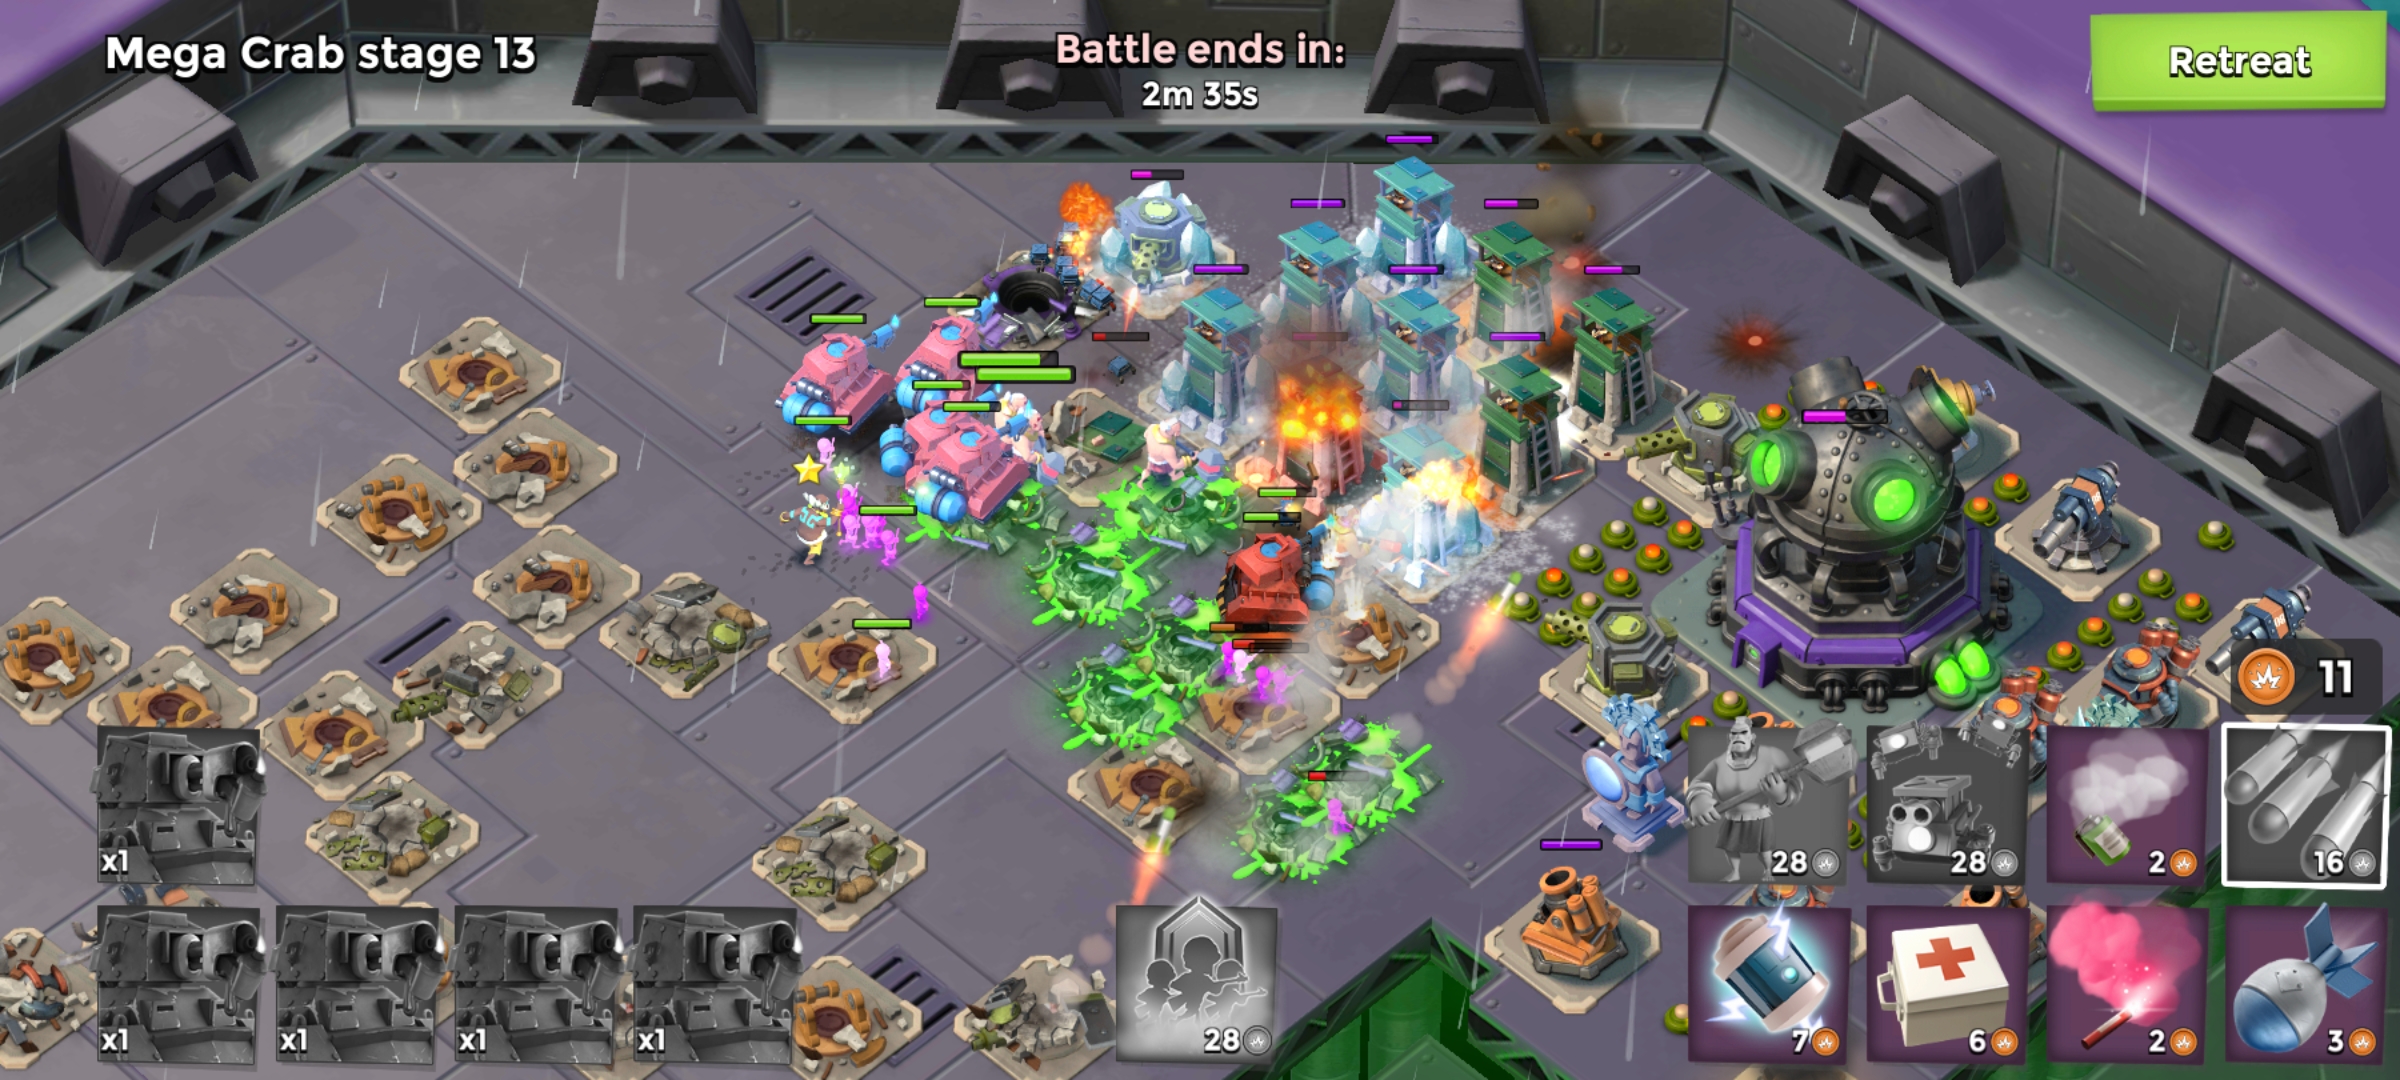 Mega Crab stage 13
Battle ends in:
2m 35s
Retreat
11
x1
28
28
2
16
x1
x1
x1
x1
28
7
6
2
3